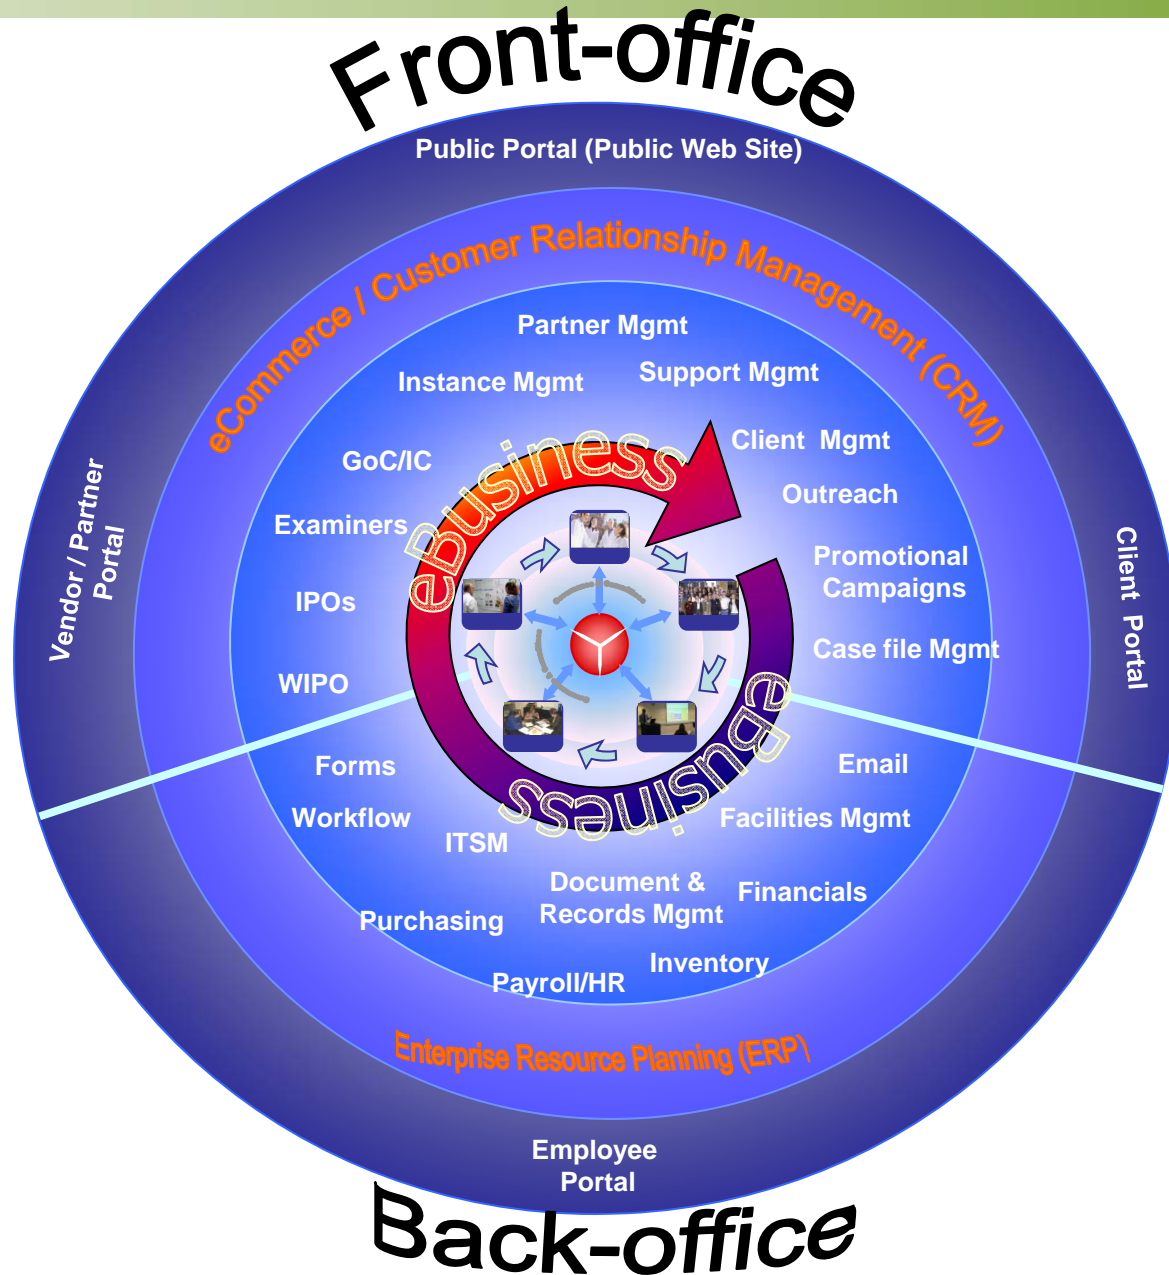 Front-office
Public Portal (Public Web Site)
eCommerce / Customer Relationship Management (CRM)
Partner Mgmt
Support Mgmt
Instance Mgmt
Client  Mgmt
GoC/IC
Outreach
Examiners
Promotional
Campaigns
IPOs
Case file Mgmt
WIPO
Vendor / Partner
Portal
Client  Portal
eBusiness
eBusiness
Forms
Email
Workflow
Facilities Mgmt
ITSM
Document &
Records Mgmt
Financials
Purchasing
Inventory
Payroll/HR
Enterprise Resource Planning (ERP)
Employee
Portal
Back-office